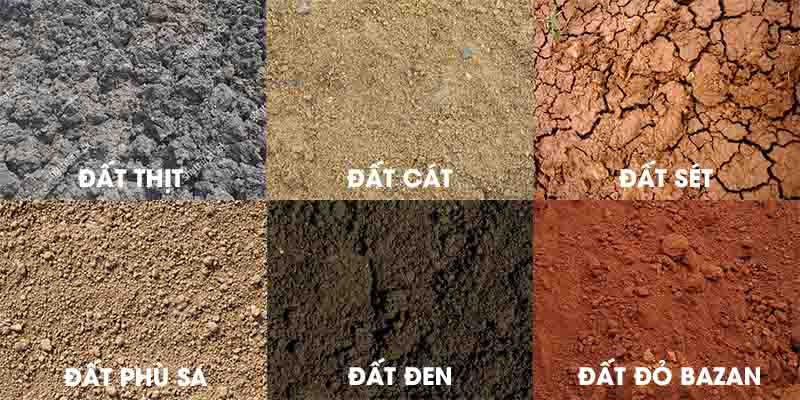 ĐẤT THỊT
ĐẤT CÁT
ĐẤT SÉT
ĐẤT PHÙ SA
ĐẤT ĐEN
ĐẤT ĐỎ BAZAN